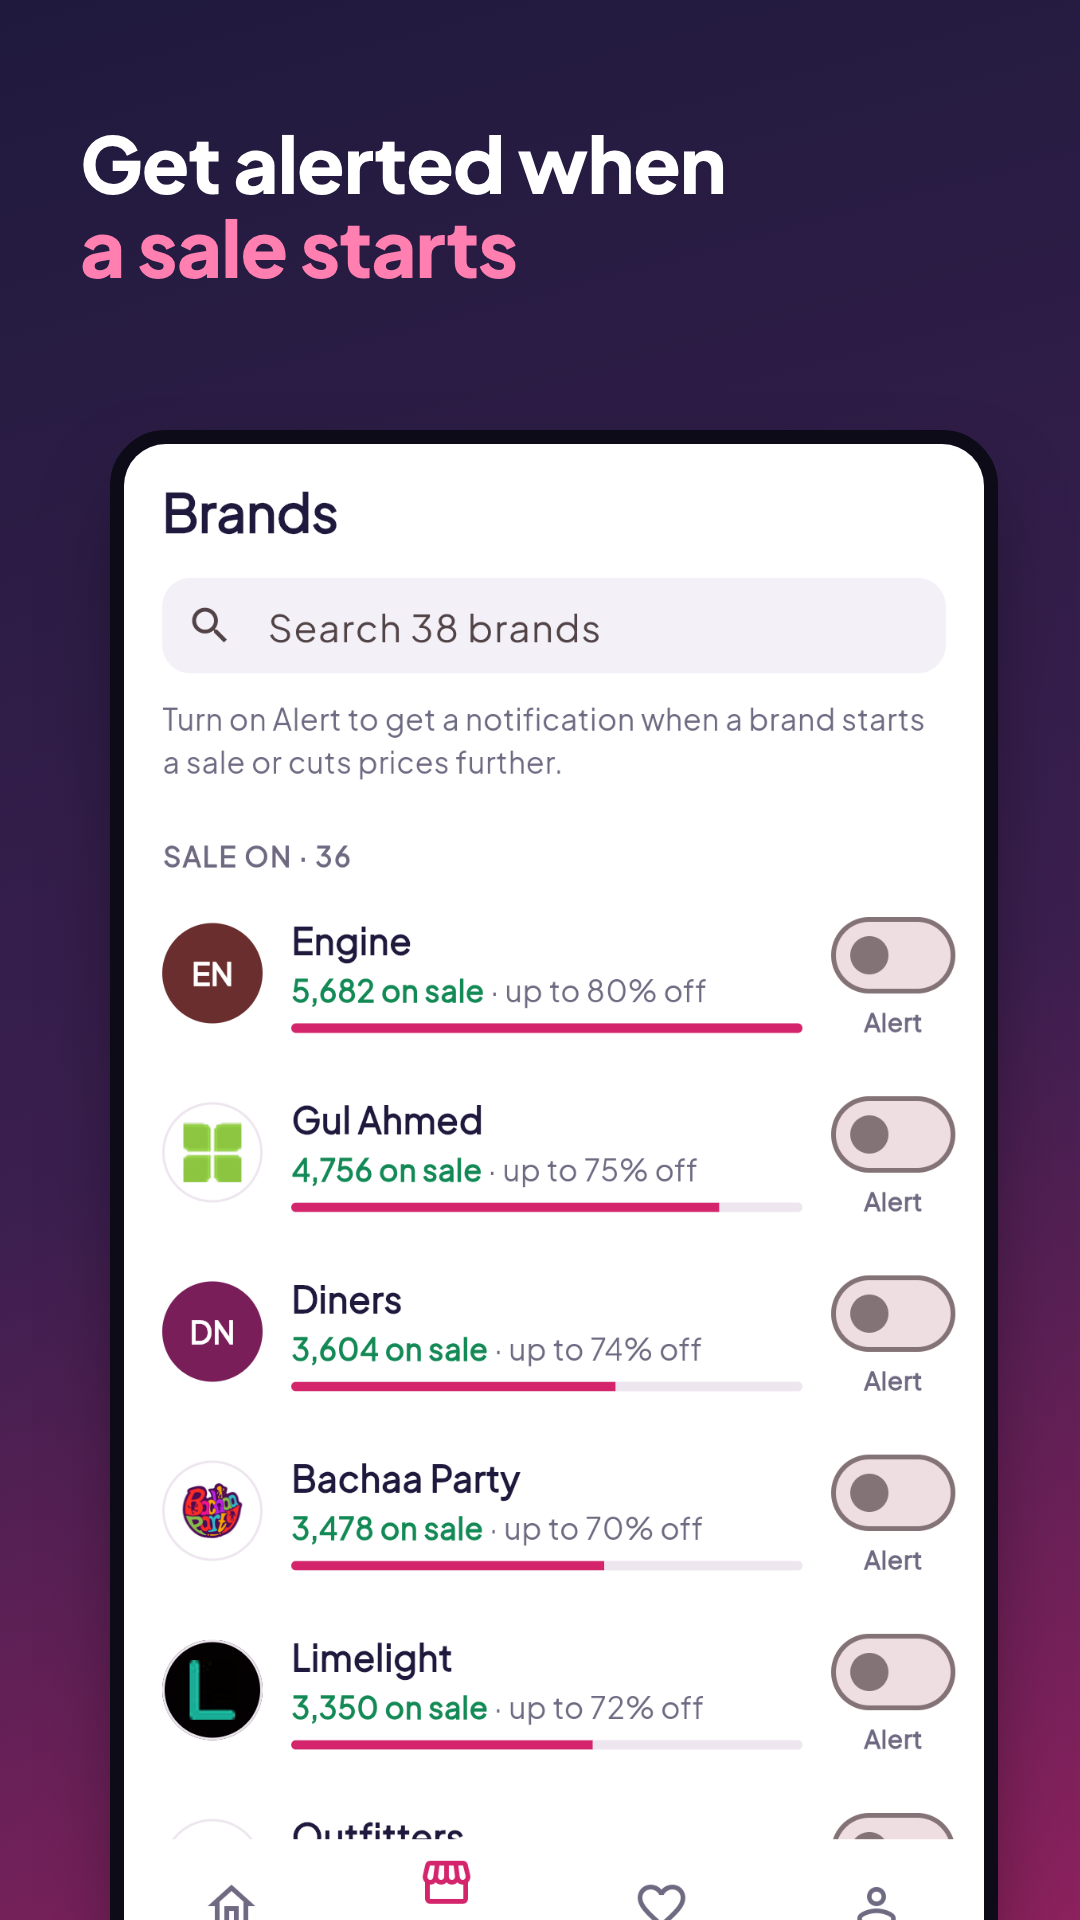 Get alerted when
a sale starts
Brands
Search 38 brands
Turn on Alert to get a notification when a brand starts
a sale or cuts prices further.
SALE ON · 36
EN
Engine
5,682 on sale · up to 80% off
Alert
Gul Ahmed
4,756 on sale · up to 75% off
Alert
DN
Diners
3,604 on sale · up to 74% off
Alert
Bachaa Party
Bachaa Party
3,478 on sale · up to 70% off
Alert
L
Limelight
3,350 on sale · up to 72% off
Alert
Outfitters